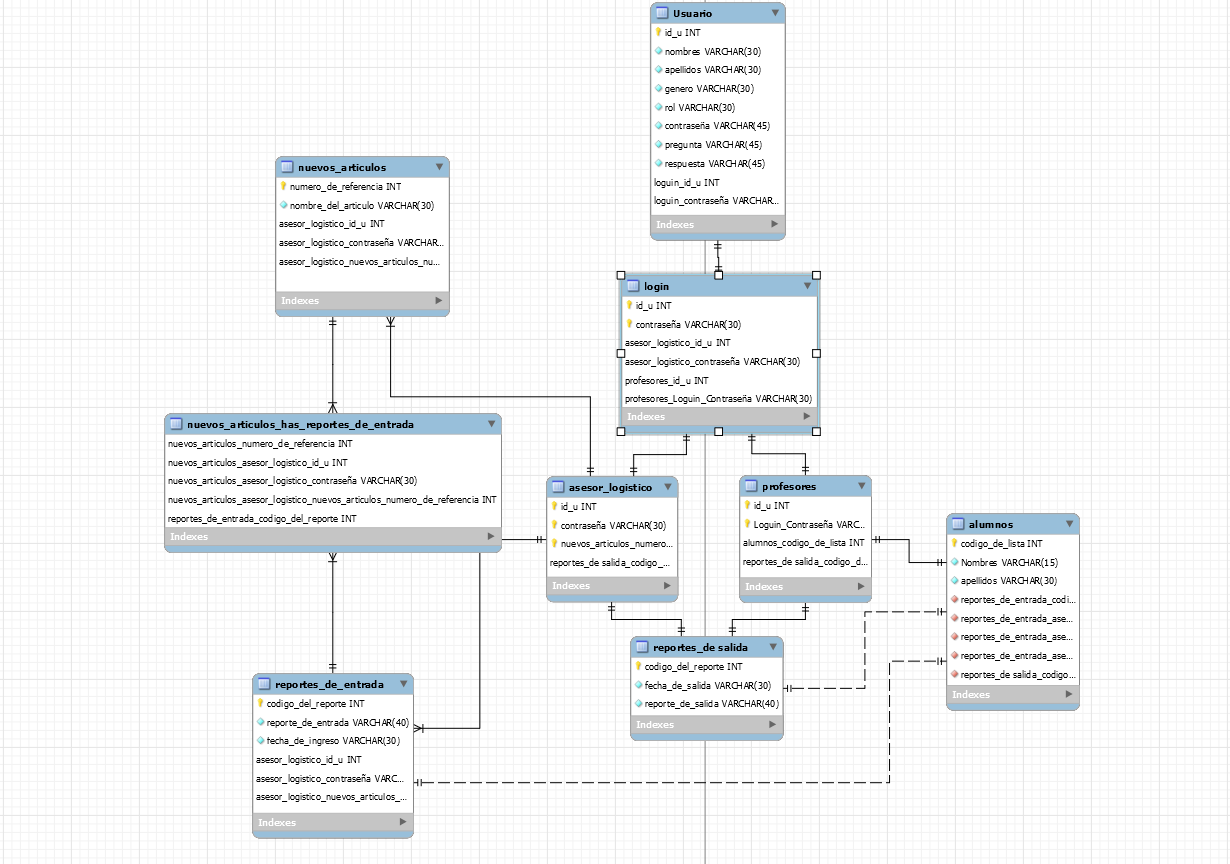 Usuario
id_u INT
nombres VARCHAR(30)
apellidos VARCHAR(30)
genero VARCHAR(30)
rol VARCHAR(30)
contraseña VARCHAR(45)
pregunta VARCHAR(45)
respuesta VARCHAR(45)
loguin_id_u INT
loguin_contraseña VARCHAR...
Indexes
nuevos_articulos
numero_de_referencia INT
nombre_del_articulo VARCHAR(30)
asesor_logistico_id_u INT
asesor_logistico_contraseña VARCHAR...
asesor_logistico_nuevos_articulos_nu...
Indexes
login
id_u INT
contraseña VARCHAR(30)
asesor_logistico_id_u INT
asesor_logistico_contraseña VARCHAR(30)
profesores_id_u INT
profesores_Loguin_Contraseña VARCHAR(30)
Indexes
nuevos_articulos_has_reportes_de_entrada
nuevos_articulos_numero_de_referencia INT
nuevos_articulos_asesor_logistico_id_u INT
nuevos_articulos_asesor_logistico_contraseña VARCHAR(30)
nuevos_articulos_asesor_logistico_nuevos_articulos_numero_de_referencia INT
reportes_de_entrada_codigo_del_reporte INT
Indexes
asesor_logistico
id_u INT
contraseña VARCHAR(30)
nuevos_articulos_numero...
reportes_de salida_codigo_...
Indexes
profesores
id_u INT
Loguin_Contraseña VARC...
alumnos_codigo_de_lista INT
reportes_de salida_codigo_d...
Indexes
alumnos
codigo_de_lista INT
Nombres VARCHAR(15)
apellidos VARCHAR(30)
reportes_de_entrada_codi...
reportes_de_entrada_ase...
reportes_de_entrada_ase...
reportes_de_entrada_ase...
reportes_de salida_codigo...
Indexes
reportes_de salida
codigo_del_reporte INT
fecha_de_salida VARCHAR(30)
reporte_de_salida VARCHAR(40)
Indexes
reportes_de_entrada
codigo_del_reporte INT
reporte_de_entrada VARCHAR(40)
fecha_de_ingreso VARCHAR(30)
asesor_logistico_id_u INT
asesor_logistico_contraseña VARC...
asesor_logistico_nuevos_articulos_...
Indexes